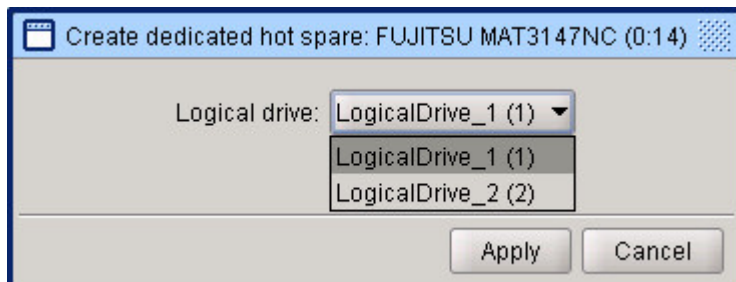 Create dedicated hot spare: FUJITSU MAT3147NC (0:14)
Logical drive: LogicalDrive_1 (1)
LogicalDrive_1 (1)
LogicalDrive_2 (2)
Apply Cancel